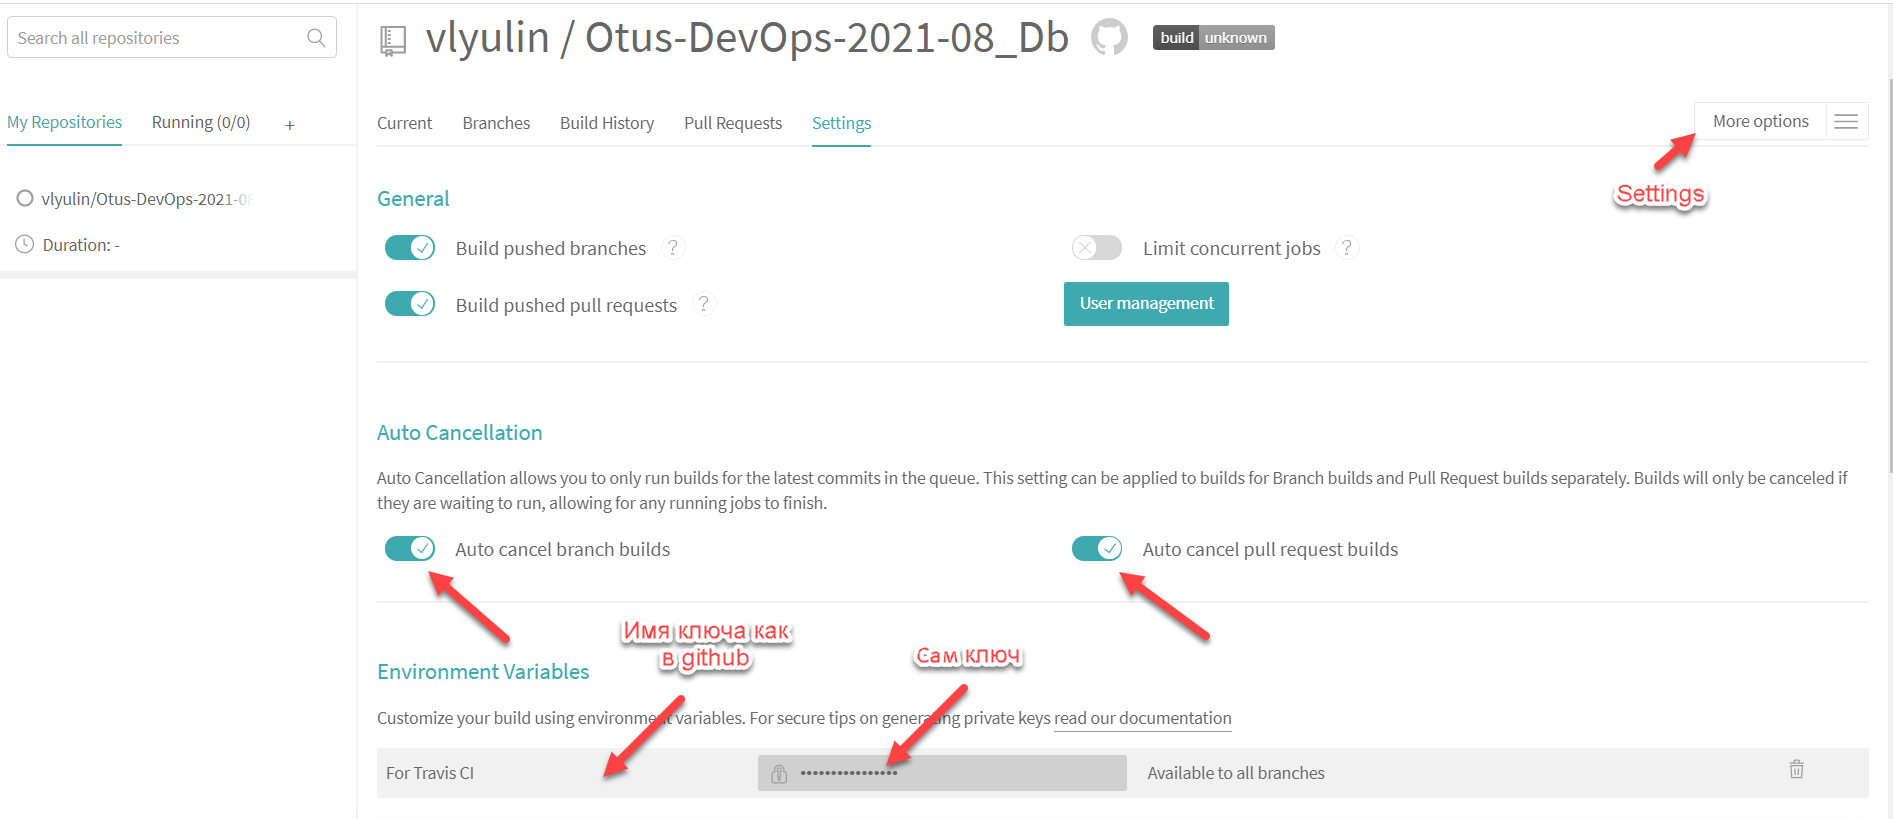 Search all repositories
vlyulin / Otus-DevOps-2021-08_Db
build unknown
My Repositories Running (0/0) +
Current Branches Build History Pull Requests Settings
More options
Settings
vlyulin/Otus-DevOps-2021-08
Duration: -
General
Build pushed branches ?
Limit concurrent jobs ?
Build pushed pull requests ?
User management
Auto Cancellation
Auto Cancellation allows you to only run builds for the latest commits in the queue. This setting can be applied to builds for Branch builds and Pull Request builds separately. Builds will only be canceled if
they are waiting to run, allowing for any running jobs to finish.
Auto cancel branch builds
Auto cancel pull request builds
Имя ключа как
в github
Сам ключ
Environment Variables
Customize your build using environment variables. For secure tips on generating private keys read our documentation
For Travis CI
••••••••••••••••
Available to all branches